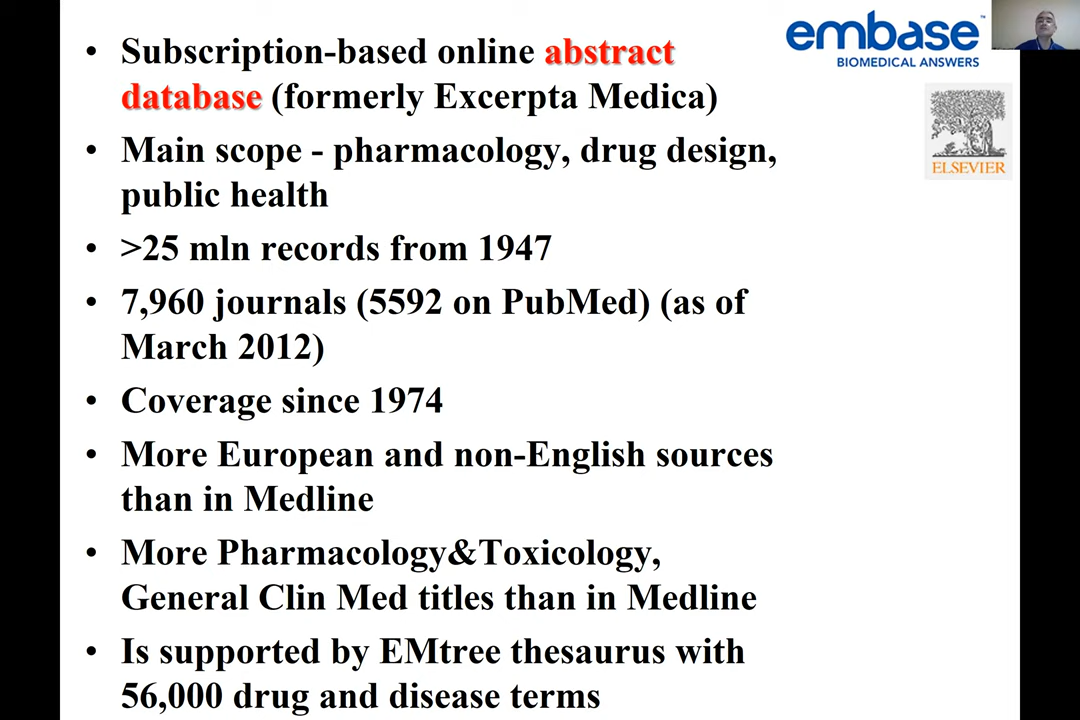 • Subscription-based online abstract
database (formerly Excerpta Medica)
• Main scope - pharmacology, drug design,
public health
• >25 mln records from 1947
• 7,960 journals (5592 on PubMed) (as of
March 2012)
• Coverage since 1974
• More European and non-English sources
than in Medline
• More Pharmacology&Toxicology,
General Clin Med titles than in Medline
• Is supported by EMtree thesaurus with
56,000 drug and disease terms
embase™
BIOMEDICAL ANSWERS
ELSEVIER